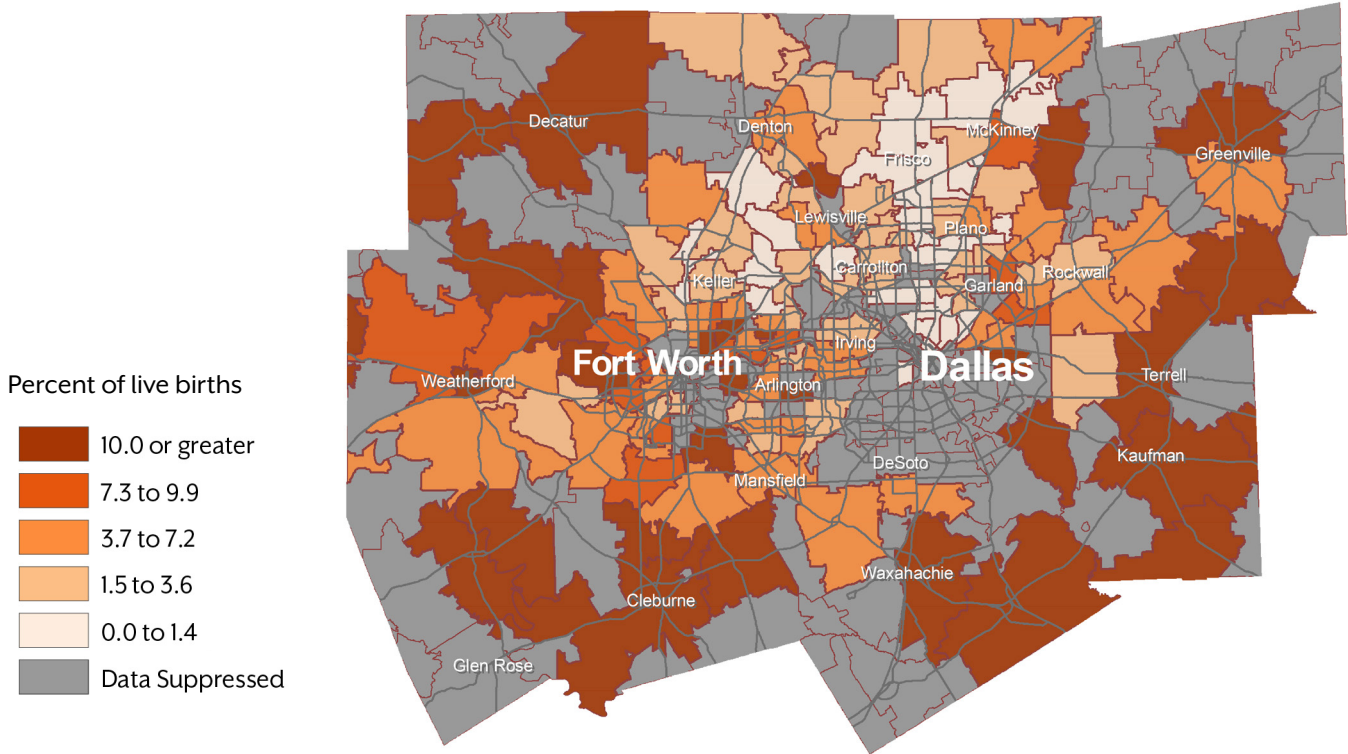 Percent of live births
10.0 or greater
7.3 to 9.9
3.7 to 7.2
1.5 to 3.6
0.0 to 1.4
Data Suppressed
Decatur
Denton
McKinney
Frisco
Greenville
Lewisville
Plano
Keller
Carrollton
Garland
Rockwall
Irving
Fort Worth
Dallas
Weatherford
Arlington
Terrell
DeSoto
Kaufman
Mansfield
Waxahachie
Cleburne
Glen Rose